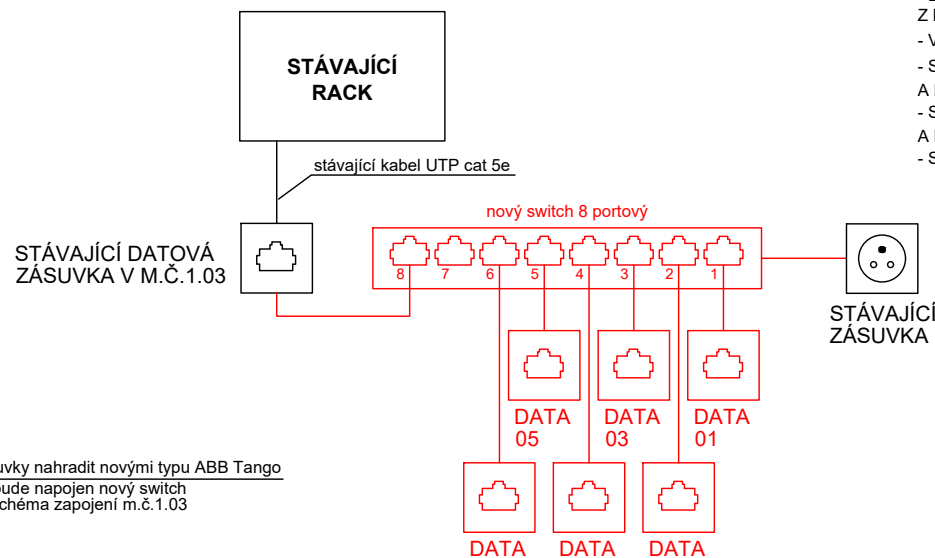 STÁVAJÍCÍ
RACK
stávající kabel UTP cat 5e
STÁVAJÍCÍ DATOVÁ
ZÁSUVKA V M.Č.1.03
nový switch 8 portový
8 7 6 5 4 3 2 1
STÁVAJÍCÍ
ZÁSUVKA
DATA
05
DATA
03
DATA
01
DATA
DATA
DATA
nahradit novými typu ABB Tango
bude napojen nový switch
schéma zapojení m.č.1.03
Z
- V
- S
A
- S
A
- S